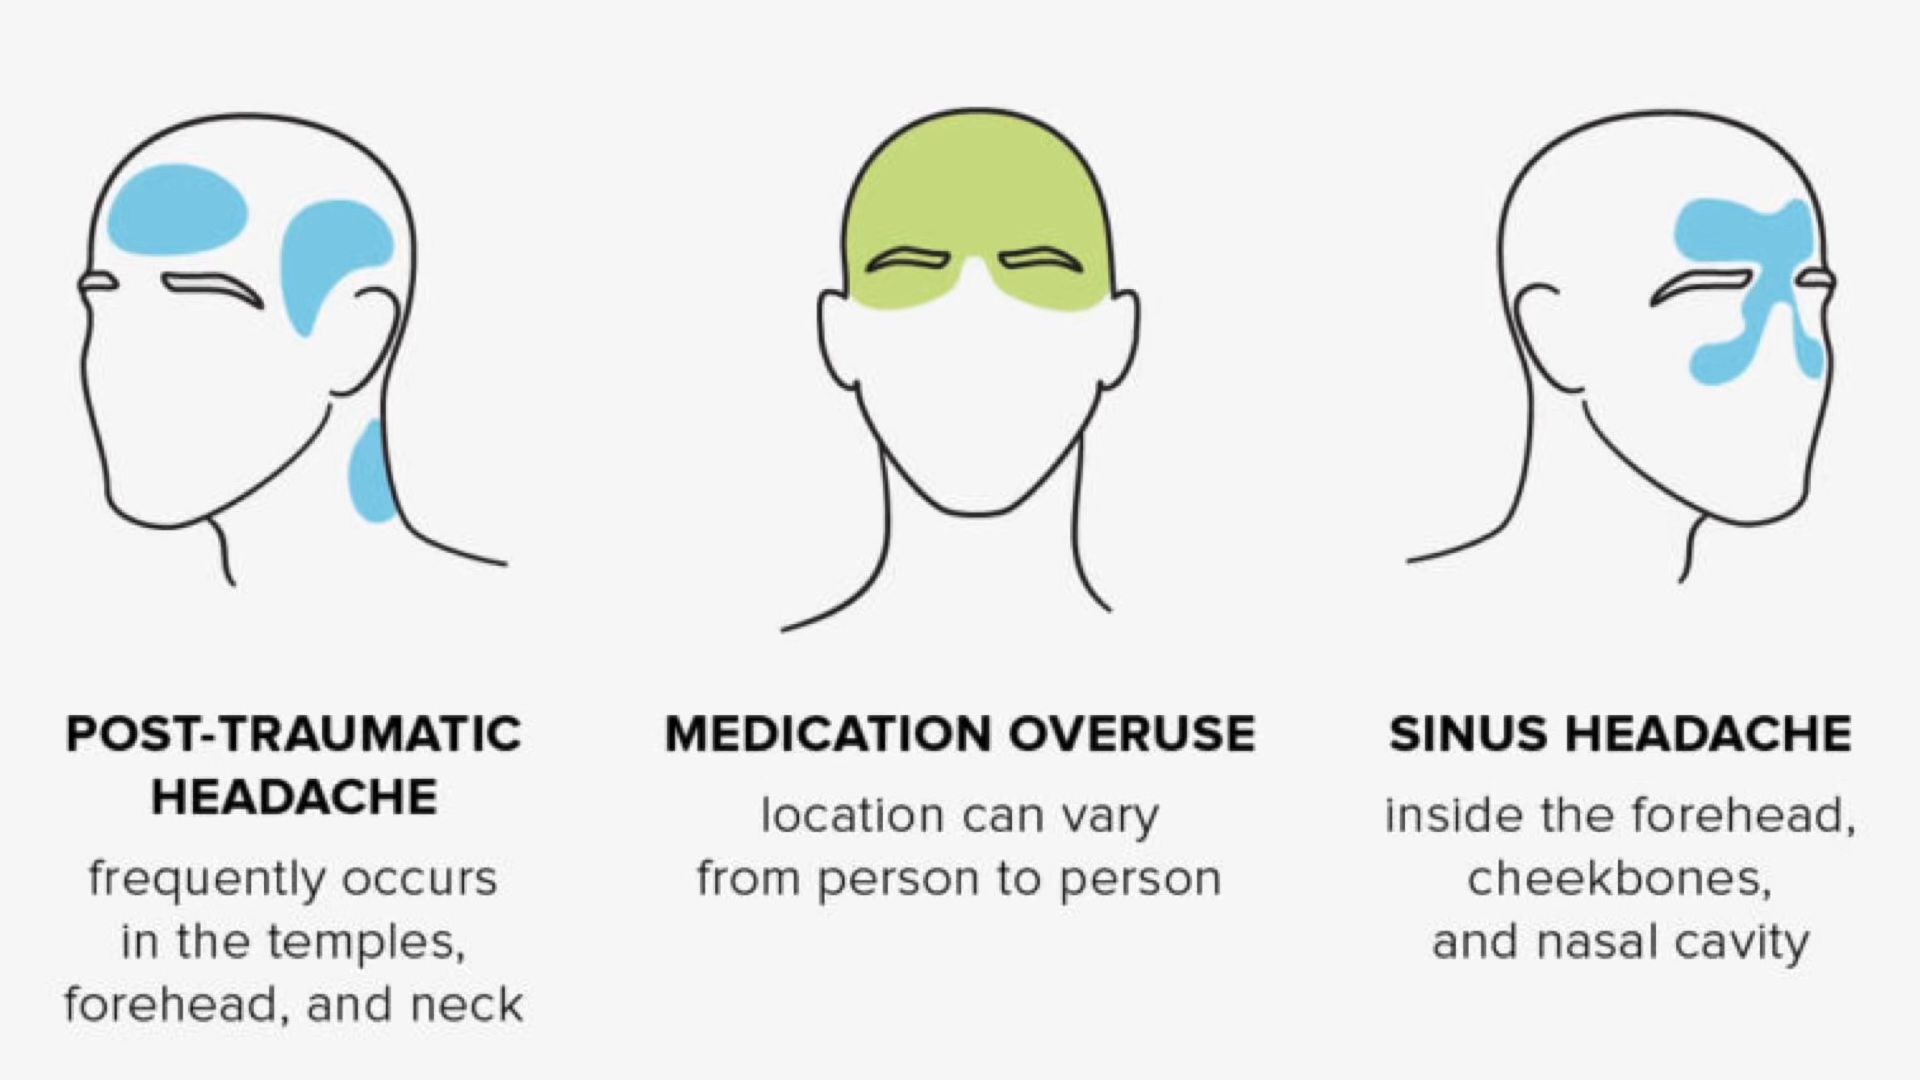 POST-TRAUMATIC
HEADACHE
frequently occurs
in the temples,
forehead, and neck
MEDICATION OVERUSE
location can vary
from person to person
SINUS HEADACHE
inside the forehead,
cheekbones,
and nasal cavity